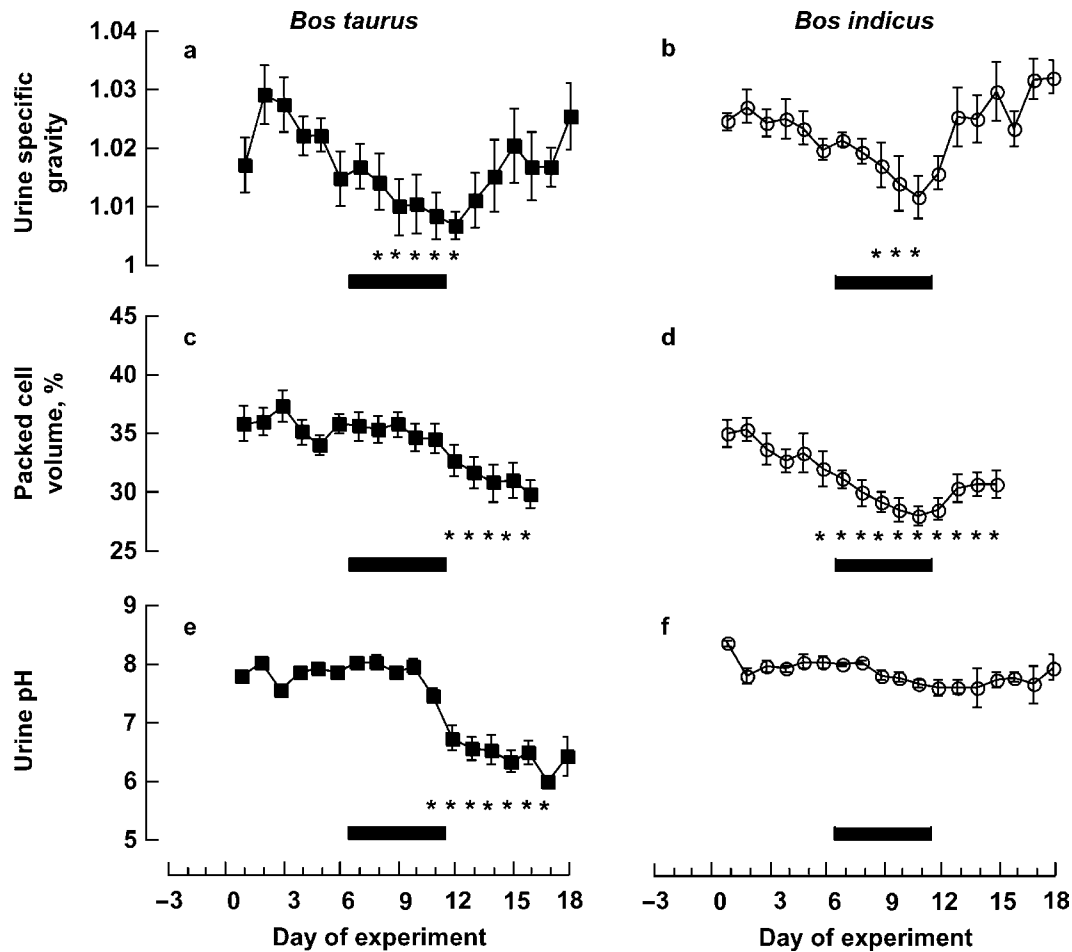 Bos taurus Bos indicus
1.04
a b
1.03
1.02
1.01
* * * * * * * *
1
Urine specific
gravity
45
c d
40
35
30
* * * * * * * * * * * * * * *
25
Packed cell
volume, %
9
e f
8
7
6
* * * * * * *
5
Urine pH
–3 0 3 6 9 12 15 18 –3 0 3 6 9 12 15 18
Day of experiment Day of experiment